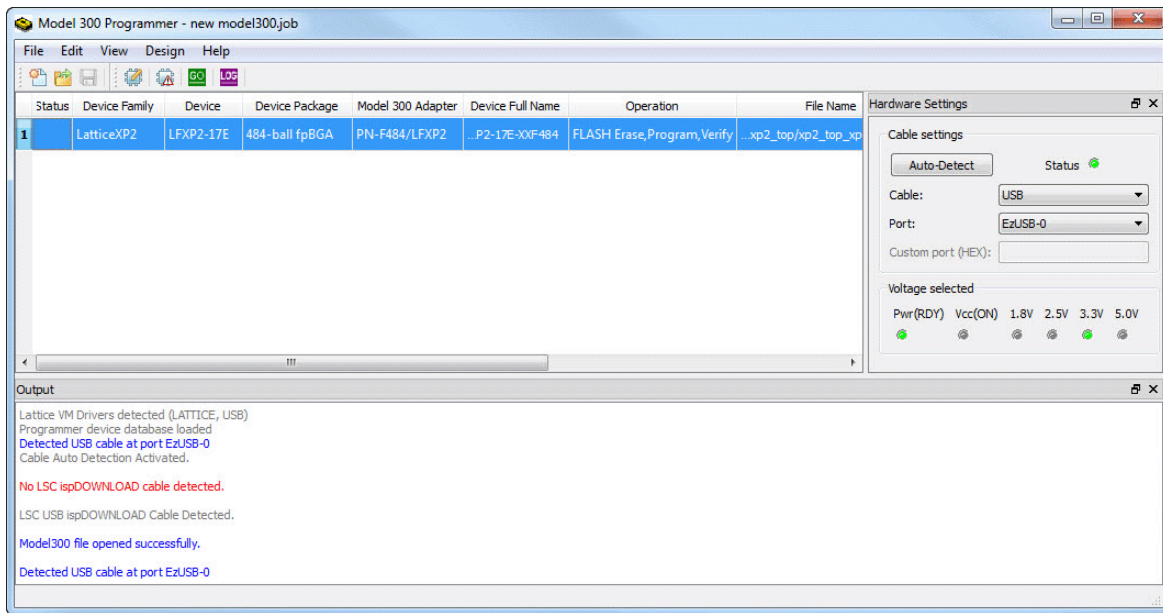 Model 300 Programmer - new model300.job
File Edit View Design Help
GO LOG
Status Device Family Device Device Package Model 300 Adapter Device Full Name Operation File Name
1 LatticeXP2 LFXP2-17E 484-ball fpBGA PN-F484/LFXP2 ...P2-17E-XXF484 FLASH Erase,Program,Verify ...xp2_top/xp2_top_xp
Hardware Settings
Cable settings
Auto-Detect Status
Cable: USB
Port: EzUSB-0
Custom port (HEX):
Voltage selected
Pwr(RDY) Vcc(ON) 1.8V 2.5V 3.3V 5.0V
Output
Lattice VM Drivers detected (LATTICE, USB)
Programmer device database loaded
Detected USB cable at port EzUSB-0
Cable Auto Detection Activated.
No LSC ispDOWNLOAD cable detected.
LSC USB ispDOWNLOAD Cable Detected.
Model300 file opened successfully.
Detected USB cable at port EzUSB-0